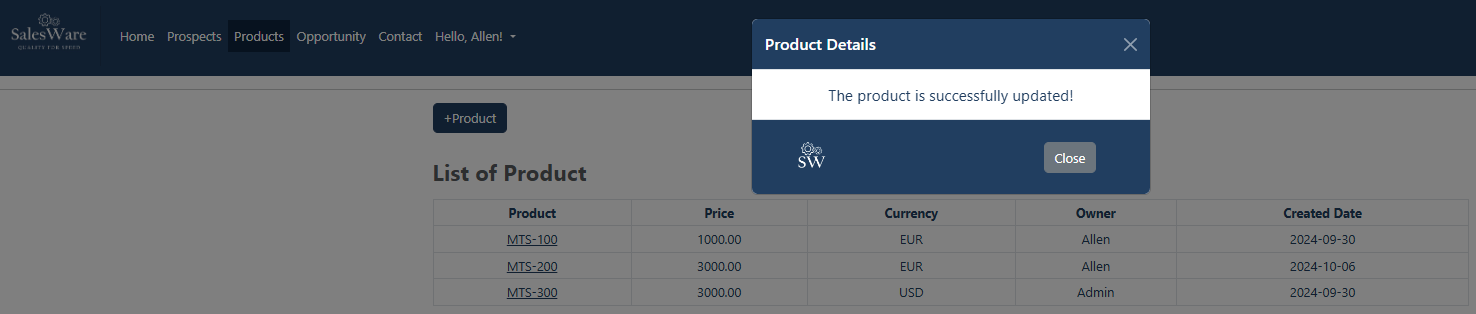 SalesWare
QUALITY FOR SPEED
Home Prospects Products Opportunity Contact Hello, Allen!
Product Details
The product is successfully updated!
SW
Close
+Product
List of Product
Product Price Currency Owner Created Date
MTS-100 1000.00 EUR Allen 2024-09-30
MTS-200 3000.00 EUR Allen 2024-10-06
MTS-300 3000.00 USD Admin 2024-09-30